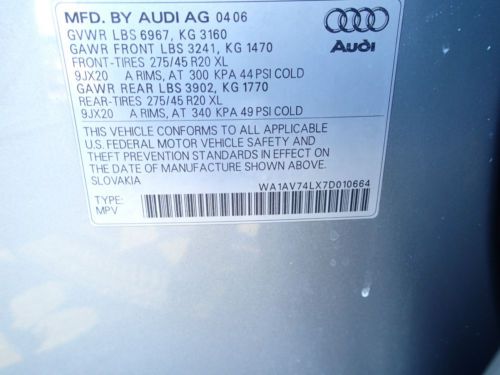 MFD. BY AUDI AG 04 06
GVWR LBS 6967, KG 3160
GAWR FRONT LBS 3241, KG 1470
FRONT-TIRES 275/45 R20 XL
9JX20 A RIMS, AT 300 KPA 44 PSI COLD
GAWR REAR LBS 3902, KG 1770
REAR-TIRES 275/45 R20 XL
9JX20 A RIMS, AT 340 KPA 49 PSI COLD
Audi
THIS VEHICLE CONFORMS TO ALL APPLICABLE
U.S. FEDERAL MOTOR VEHICLE SAFETY AND
THEFT PREVENTION STANDARDS IN EFFECT ON
THE DATE OF MANUFACTURE SHOWN ABOVE.
SLOVAKIA
WA1AV74LX7D010664
TYPE:
MPV